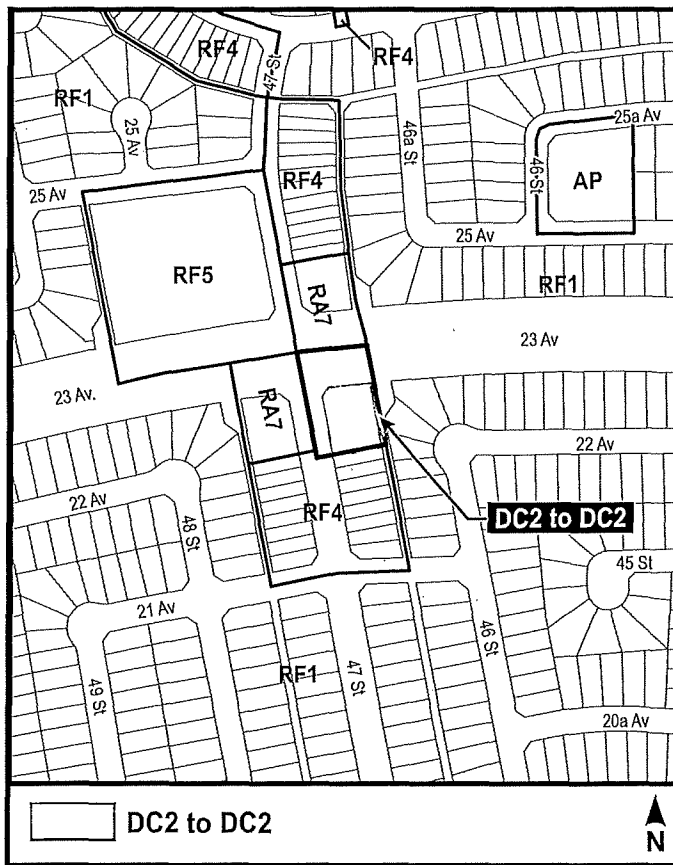 RF4
47 St
RF4
RF1
25 Av
46a St
25a Av
46 St
AP
RF4
25 Av
25 Av
RF5
RF1
RA7
23 Av
23 Av.
RA7
22 Av
DC2 to DC2
22 Av
RF4
48 St
45 St
21 Av
46 St
RF1
47 St
49 St
20a Av
DC2 to DC2
N